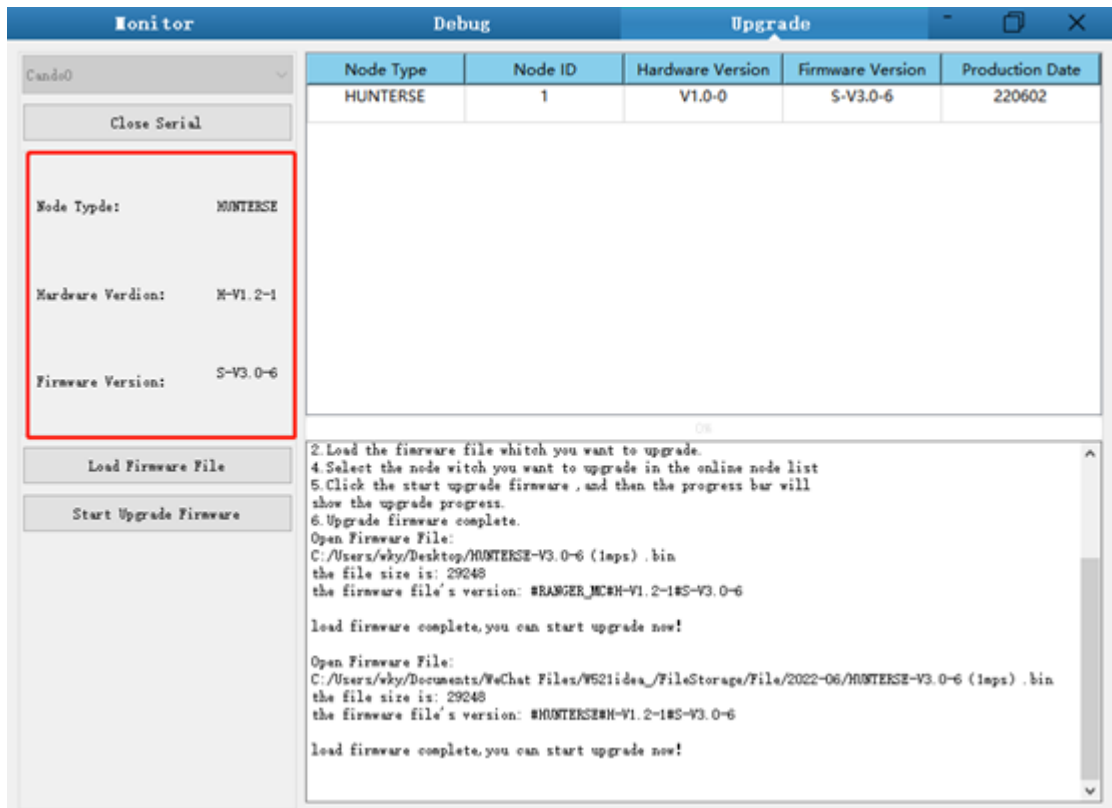 Monitor
Debug
Upgrade
Cando0
Close Serial
Node Typde: HUNTERSE
Hardware Verdion: H-V1.2-1
Firmware Version: S-V3.0-6
Load Firmware File
Start Upgrade Firmware
Node Type Node ID Hardware Version Firmware Version Production Date
HUNTERSE 1 V1.0-0 S-V3.0-6 220602
0%
2.Load the fimrware file whitch you want to upgrade.
4.Select the node witch you want to upgrade in the online node list
5.Click the start upgrade firmware ,and then the progress bar will
show the upgrade progress.
6.Upgrade firmware complete.
Open Firmware File:
C:/Users/wky/Desktop/HUNTERSE-V3.0-6 (1mps) .bin
the file size is: 29248
the firmware file's version: #RANGER_MC#H-V1.2-1#S-V3.0-6
load firmware complete,you can start upgrade now!
Open Firmware File:
C:/Users/wky/Documents/WeChat Files/W521idea_/FileStorage/File/2022-06/HUNTERSE-V3.0-6 (1mps) .bin
the file size is: 29248
the firmware file's version: #HUNTERSE#H-V1.2-1#S-V3.0-6
load firmware complete,you can start upgrade now!